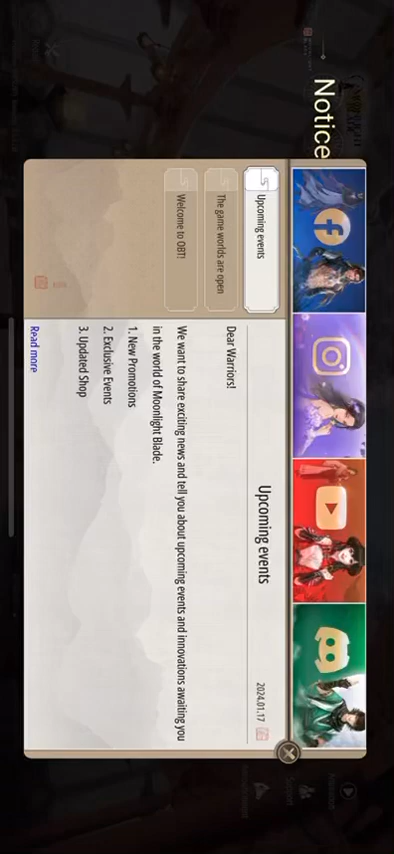 Notice
Upcoming events
The game worlds are open
Welcome to OBT!
Upcoming events
2024.01.17
Dear Warriors!
We want to share exciting news and tell you about upcoming events and innovations awaiting you
in the world of Moonlight Blade.
1. New Promotions
2. Exclusive Events
3. Updated Shop
Read more